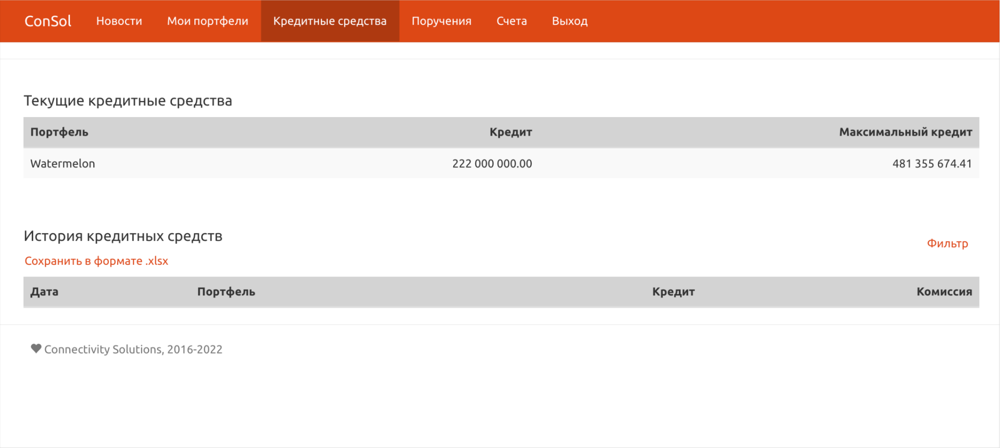 ConSol Новости Мои портфели Кредитные средства Поручения Счета Выход
Текущие кредитные средства
Портфель Кредит Максимальный кредит
Watermelon 222 000 000.00 481 355 674.41
История кредитных средств
Фильтр
Сохранить в формате .xlsx
Дата Портфель Кредит Комиссия
♥ Connectivity Solutions, 2016-2022